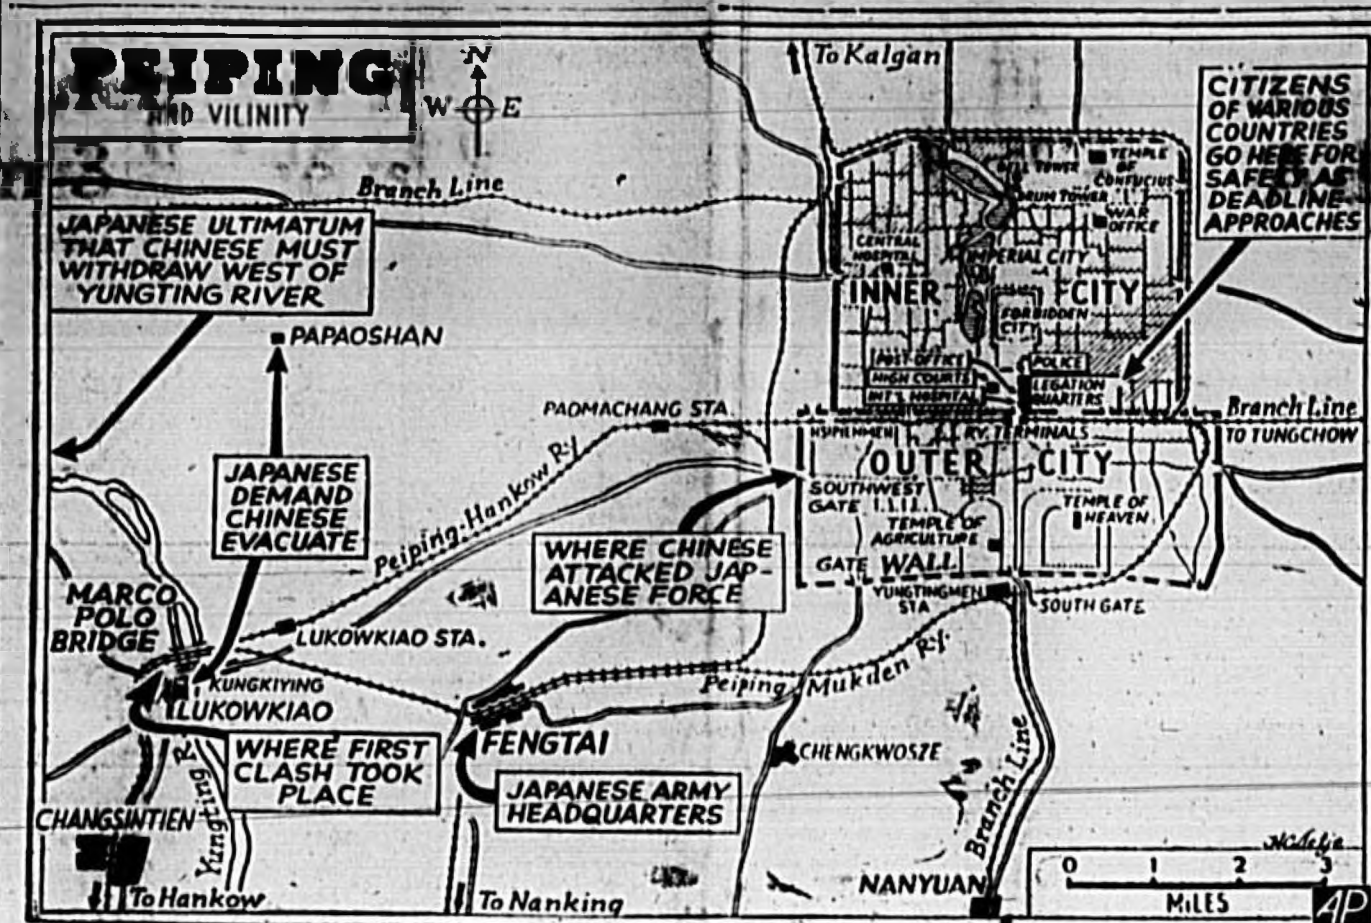 PEIPING
AND VILINITY
N
W E
To Kalgan
CITIZENS
OF VARIOUS
COUNTRIES
GO HERE FOR
SAFETY AS
DEADLINE
APPROACHES
Branch Line
JAPANESE ULTIMATUM
THAT CHINESE MUST
WITHDRAW WEST OF
YUNGTING RIVER
PAPAOSHAN
TOWER
TEMPLE
OF
CONFUCIUS
DRUM TOWER
WAR
OFFICE
CENTRAL
HOSPITAL
IMPERIAL CITY
INNER CITY
FORBIDDEN
CITY
POST OFFICE
POLICE
HIGH COURTS
INT'L HOSPITAL
LEGATION
QUARTERS
PAOMACHANG STA.
Branch Line
TO TUNGCHOW
RY. TERMINALS
OUTER CITY
SOUTHWEST
GATE
TEMPLE OF
HEAVEN
TEMPLE OF
AGRICULTURE
GATE WALL
YUNGTINGMEN
STA
SOUTH GATE
JAPANESE
DEMAND
CHINESE
EVACUATE
Peiping-Hankow Ry
WHERE CHINESE
ATTACKED JAP-
ANESE FORCE
MARCO
POLO
BRIDGE
LUKOWKIAO STA.
KUNGKIYING
LUKOWKIAO
Peiping Mukden Ry.
WHERE FIRST
CLASH TOOK
PLACE
FENGTAI
JAPANESE ARMY
HEADQUARTERS
CHENGKWOSZE
Branch Line
CHANGSINTIEN
Yungting R
To Hankow
To Nanking
NANYUAN
0 1 2 3
MILES
AP